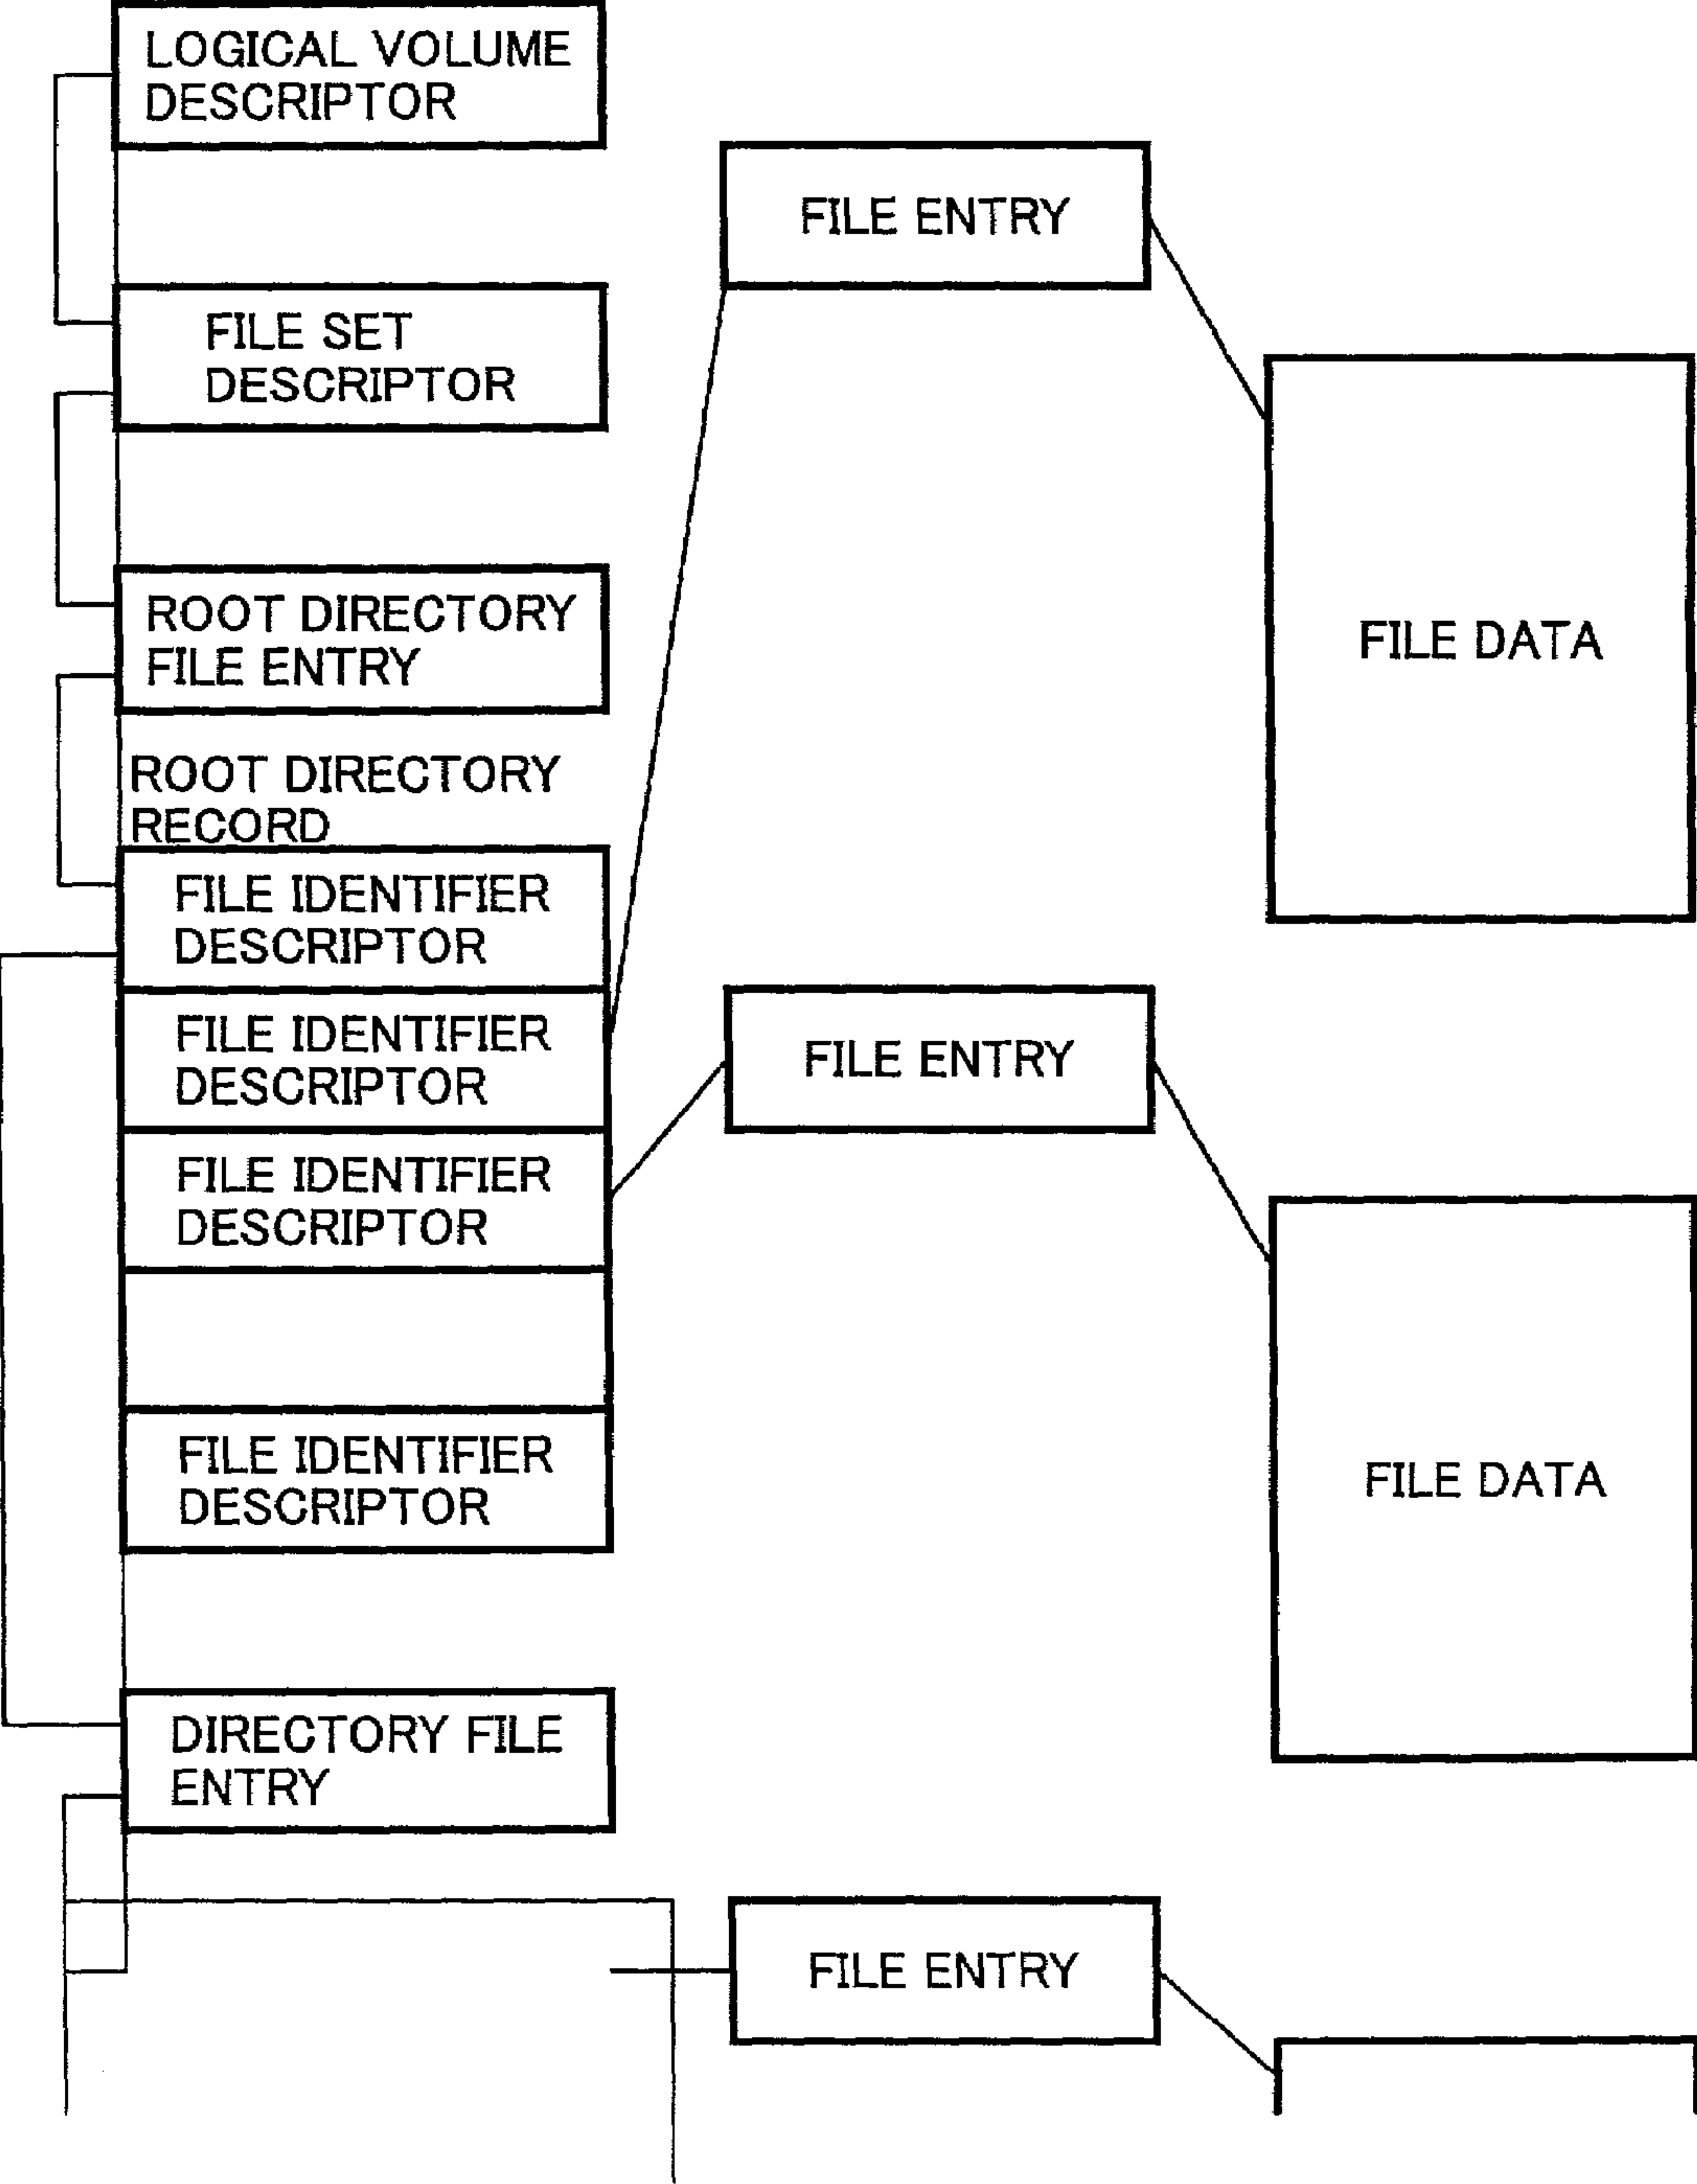 LOGICAL VOLUME
DESCRIPTOR
FILE ENTRY
FILE SET
DESCRIPTOR
ROOT DIRECTORY
FILE ENTRY
FILE DATA
ROOT DIRECTORY
RECORD
FILE IDENTIFIER
DESCRIPTOR
FILE IDENTIFIER
DESCRIPTOR
FILE ENTRY
FILE IDENTIFIER
DESCRIPTOR
FILE IDENTIFIER
DESCRIPTOR
FILE DATA
DIRECTORY FILE
ENTRY
FILE ENTRY